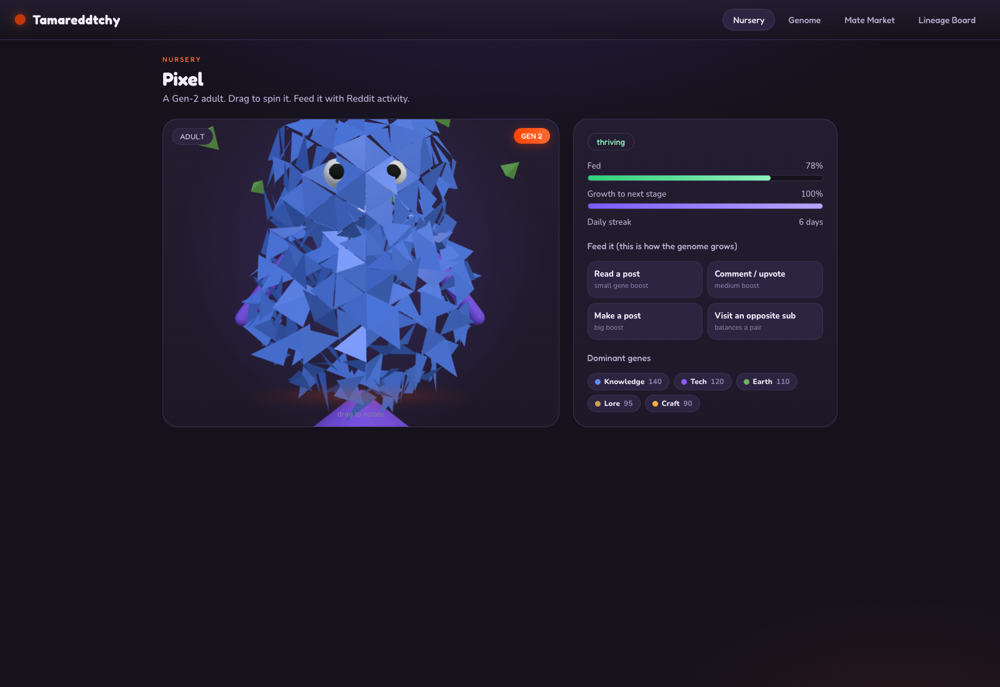 Tamareddtchy
Nursery
Genome
Mate Market
Lineage Board
NURSERY
Pixel
A Gen-2 adult. Drag to spin it. Feed it with Reddit activity.
ADULT
GEN 2
drag to rotate
thriving
Fed 78%
Growth to next stage 100%
Daily streak 6 days
Feed it (this is how the genome grows)
Read a post
small gene boost
Comment / upvote
medium boost
Make a post
big boost
Visit an opposite sub
balances a pair
Dominant genes
Knowledge 140
Tech 120
Earth 110
Lore 95
Craft 90